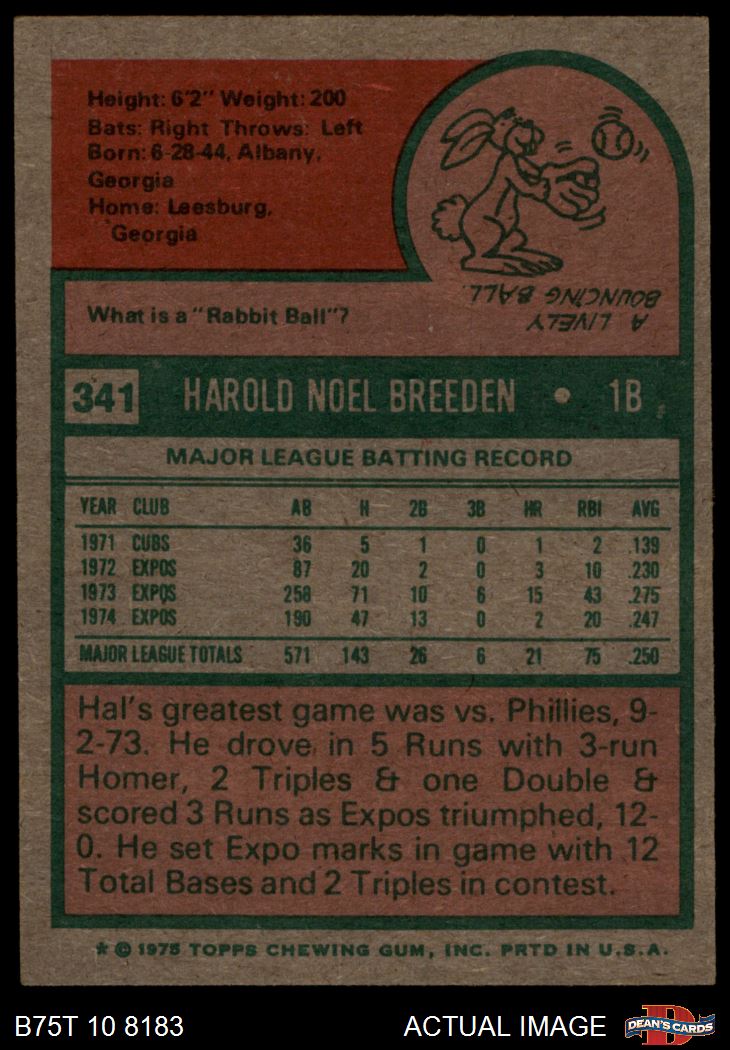 Height: 6'2" Weight: 200
Bats: Right Throws: Left
Born: 6-28-44, Albany,
Georgia
Home: Leesburg,
Georgia
A LIVELY
BOUNCING BALL.
What is a "Rabbit Ball"?
341 HAROLD NOEL BREEDEN • 1B
MAJOR LEAGUE BATTING RECORD
YEAR CLUB AB H 2B 3B HR RBI AVG
1971 CUBS 36 5 1 0 1 2 .139
1972 EXPOS 87 20 2 0 3 10 .230
1973 EXPOS 258 71 10 6 15 43 .275
1974 EXPOS 190 47 13 0 2 20 .247
MAJOR LEAGUE TOTALS 571 143 26 6 21 75 .250
Hal's greatest game was vs. Phillies, 9-
2-73. He drove in 5 Runs with 3-run
Homer, 2 Triples & one Double &
scored 3 Runs as Expos triumphed, 12-
0. He set Expo marks in game with 12
Total Bases and 2 Triples in contest.
* © 1975 TOPPS CHEWING GUM, INC. PRTD IN U.S.A.
B75T 10 8183 ACTUAL IMAGE D DEAN'S CARDS